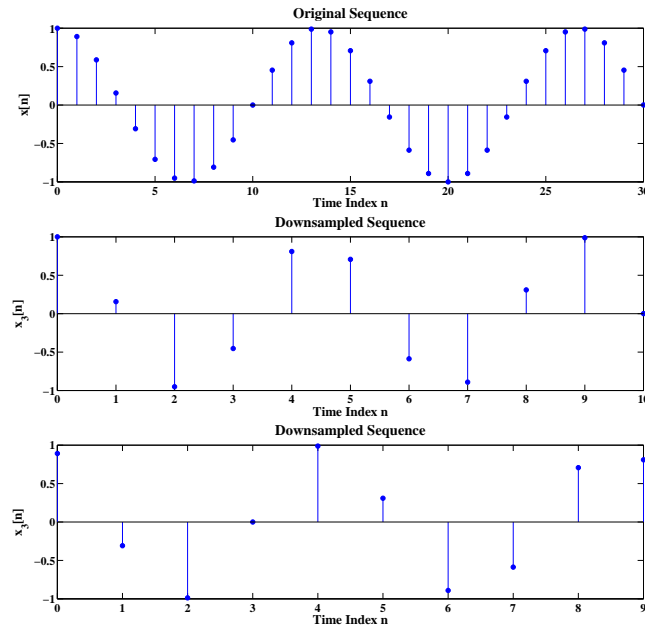 Original Sequence
1
0.5
0
−0.5
−1
x[n]
0 5 10 15 20 25 30
Time Index n
Downsampled Sequence
1
0.5
0
−0.5
−1
x_3[n]
0 1 2 3 4 5 6 7 8 9 10
Time Index n
Downsampled Sequence
1
0.5
0
−0.5
−1
x_3[n]
0 1 2 3 4 5 6 7 8 9
Time Index n